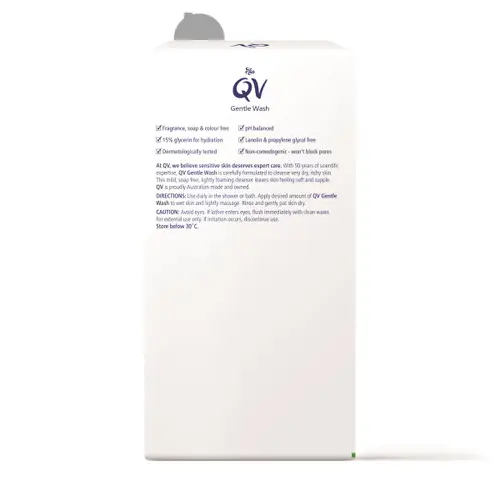 QV
Ego
QV
Gentle Wash
Fragrance, soap & colour free
pH balanced
15% glycerin for hydration
Lanolin & propylene glycol free
Dermatologically tested
Non-comedogenic - won't block pores
At QV, we believe sensitive skin deserves expert care. With 50 years of scientific
expertise, QV Gentle Wash is carefully formulated to cleanse very dry, itchy skin
This mild, soap free, lightly foaming cleanser leaves skin feeling soft and supple.
QV is proudly Australian made and owned.
DIRECTIONS: Use daily in the shower or bath. Apply desired amount of QV Gentle
Wash to wet skin and lightly massage. Rinse and gently pat skin dry.
CAUTION: Avoid eyes. If lather enters eyes, flush immediately with clean water.
For external use only. If irritation occurs, discontinue use.
Store below 30°C.